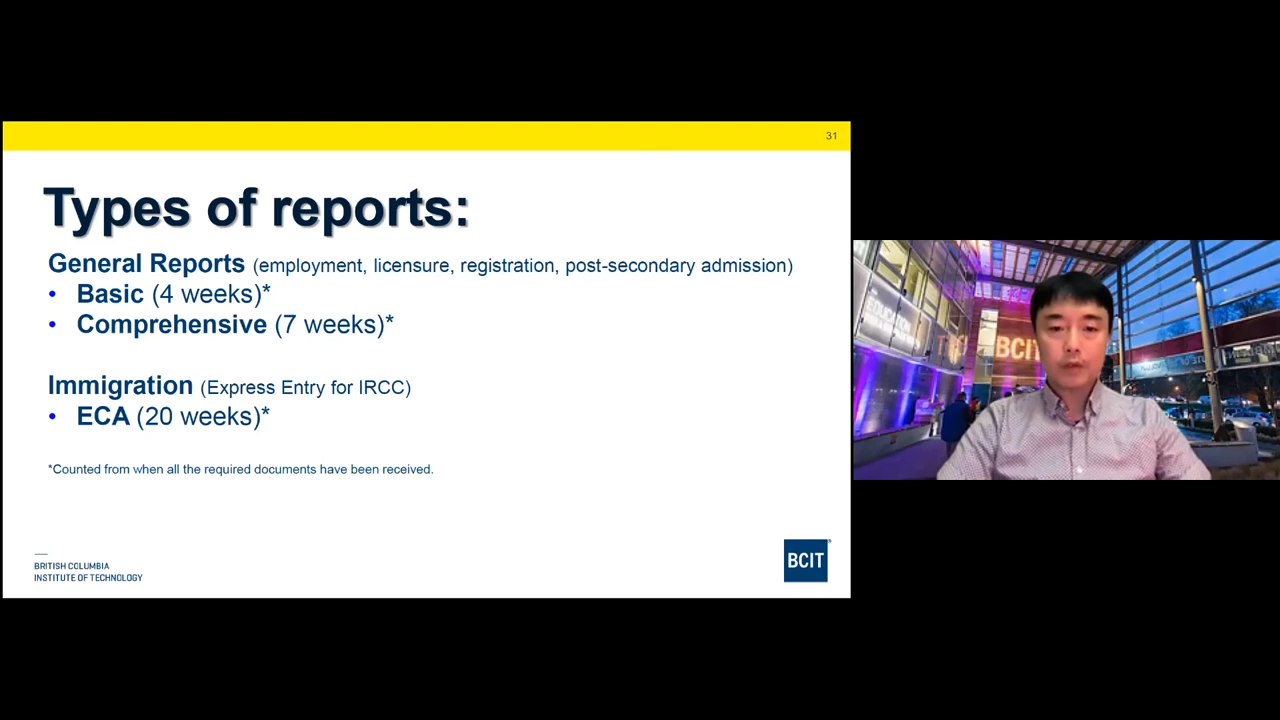 31
Types of reports:
General Reports (employment, licensure, registration, post-secondary admission)
• Basic (4 weeks)*
• Comprehensive (7 weeks)*
Immigration (Express Entry for IRCC)
• ECA (20 weeks)*
*Counted from when all the required documents have been received.
BRITISH COLUMBIA
INSTITUTE OF TECHNOLOGY
BCIT®
EDUCATION
BCIT